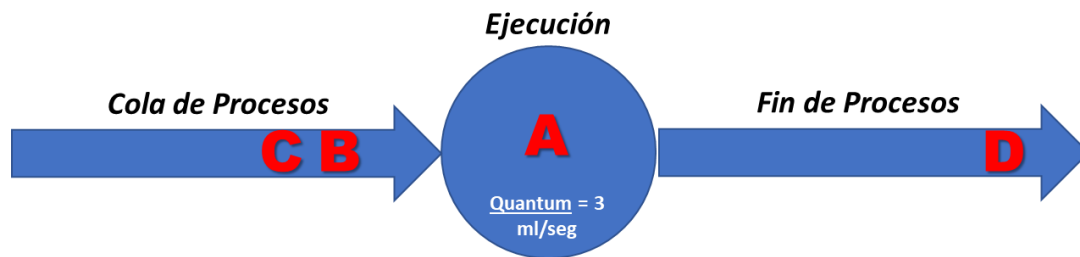 Ejecución
Cola de Procesos
Fin de Procesos
C B
A
D
Quantum = 3
ml/seg